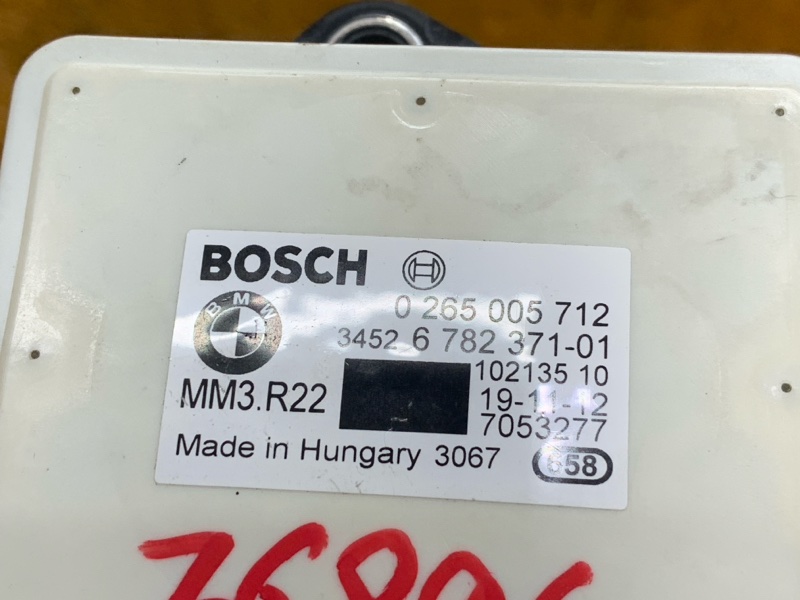 BOSCH
0 265 005 712
BMW
3452 6 782 371-01
102135 10
MM3.R22
19-11-12
7053277
Made in Hungary 3067
658